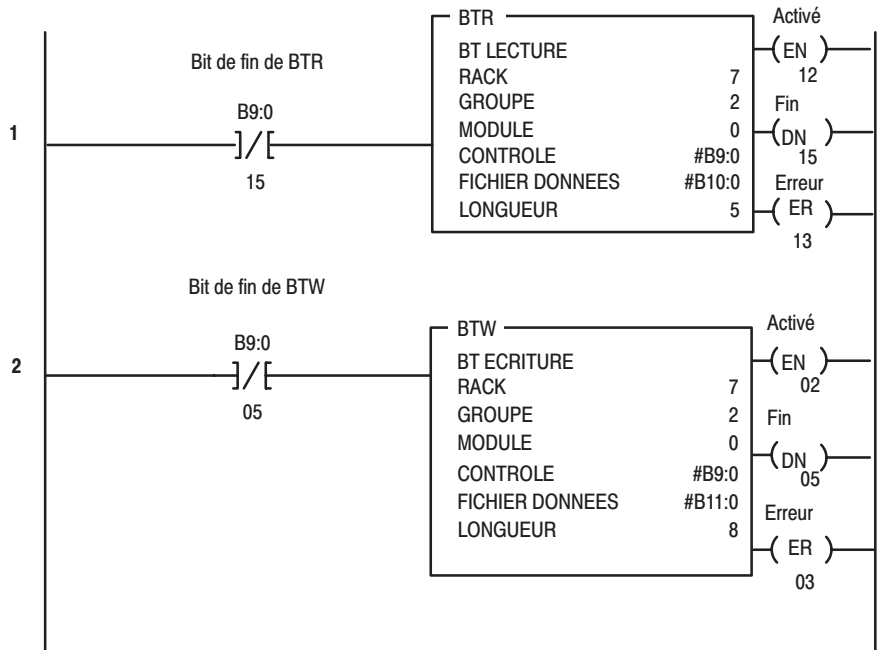 BTR
Activé
Bit de fin de BTR
BT LECTURE
EN
12
RACK 7
GROUPE 2
Fin
1
B9:0
MODULE 0
DN
15
15
CONTROLE #B9:0
FICHIER DONNEES #B10:0
Erreur
LONGUEUR 5
ER
13
Bit de fin de BTW
BTW
Activé
2
B9:0
BT ECRITURE
EN
02
RACK 7
05
GROUPE 2
Fin
MODULE 0
DN
05
CONTROLE #B9:0
FICHIER DONNEES #B11:0
Erreur
LONGUEUR 8
ER
03